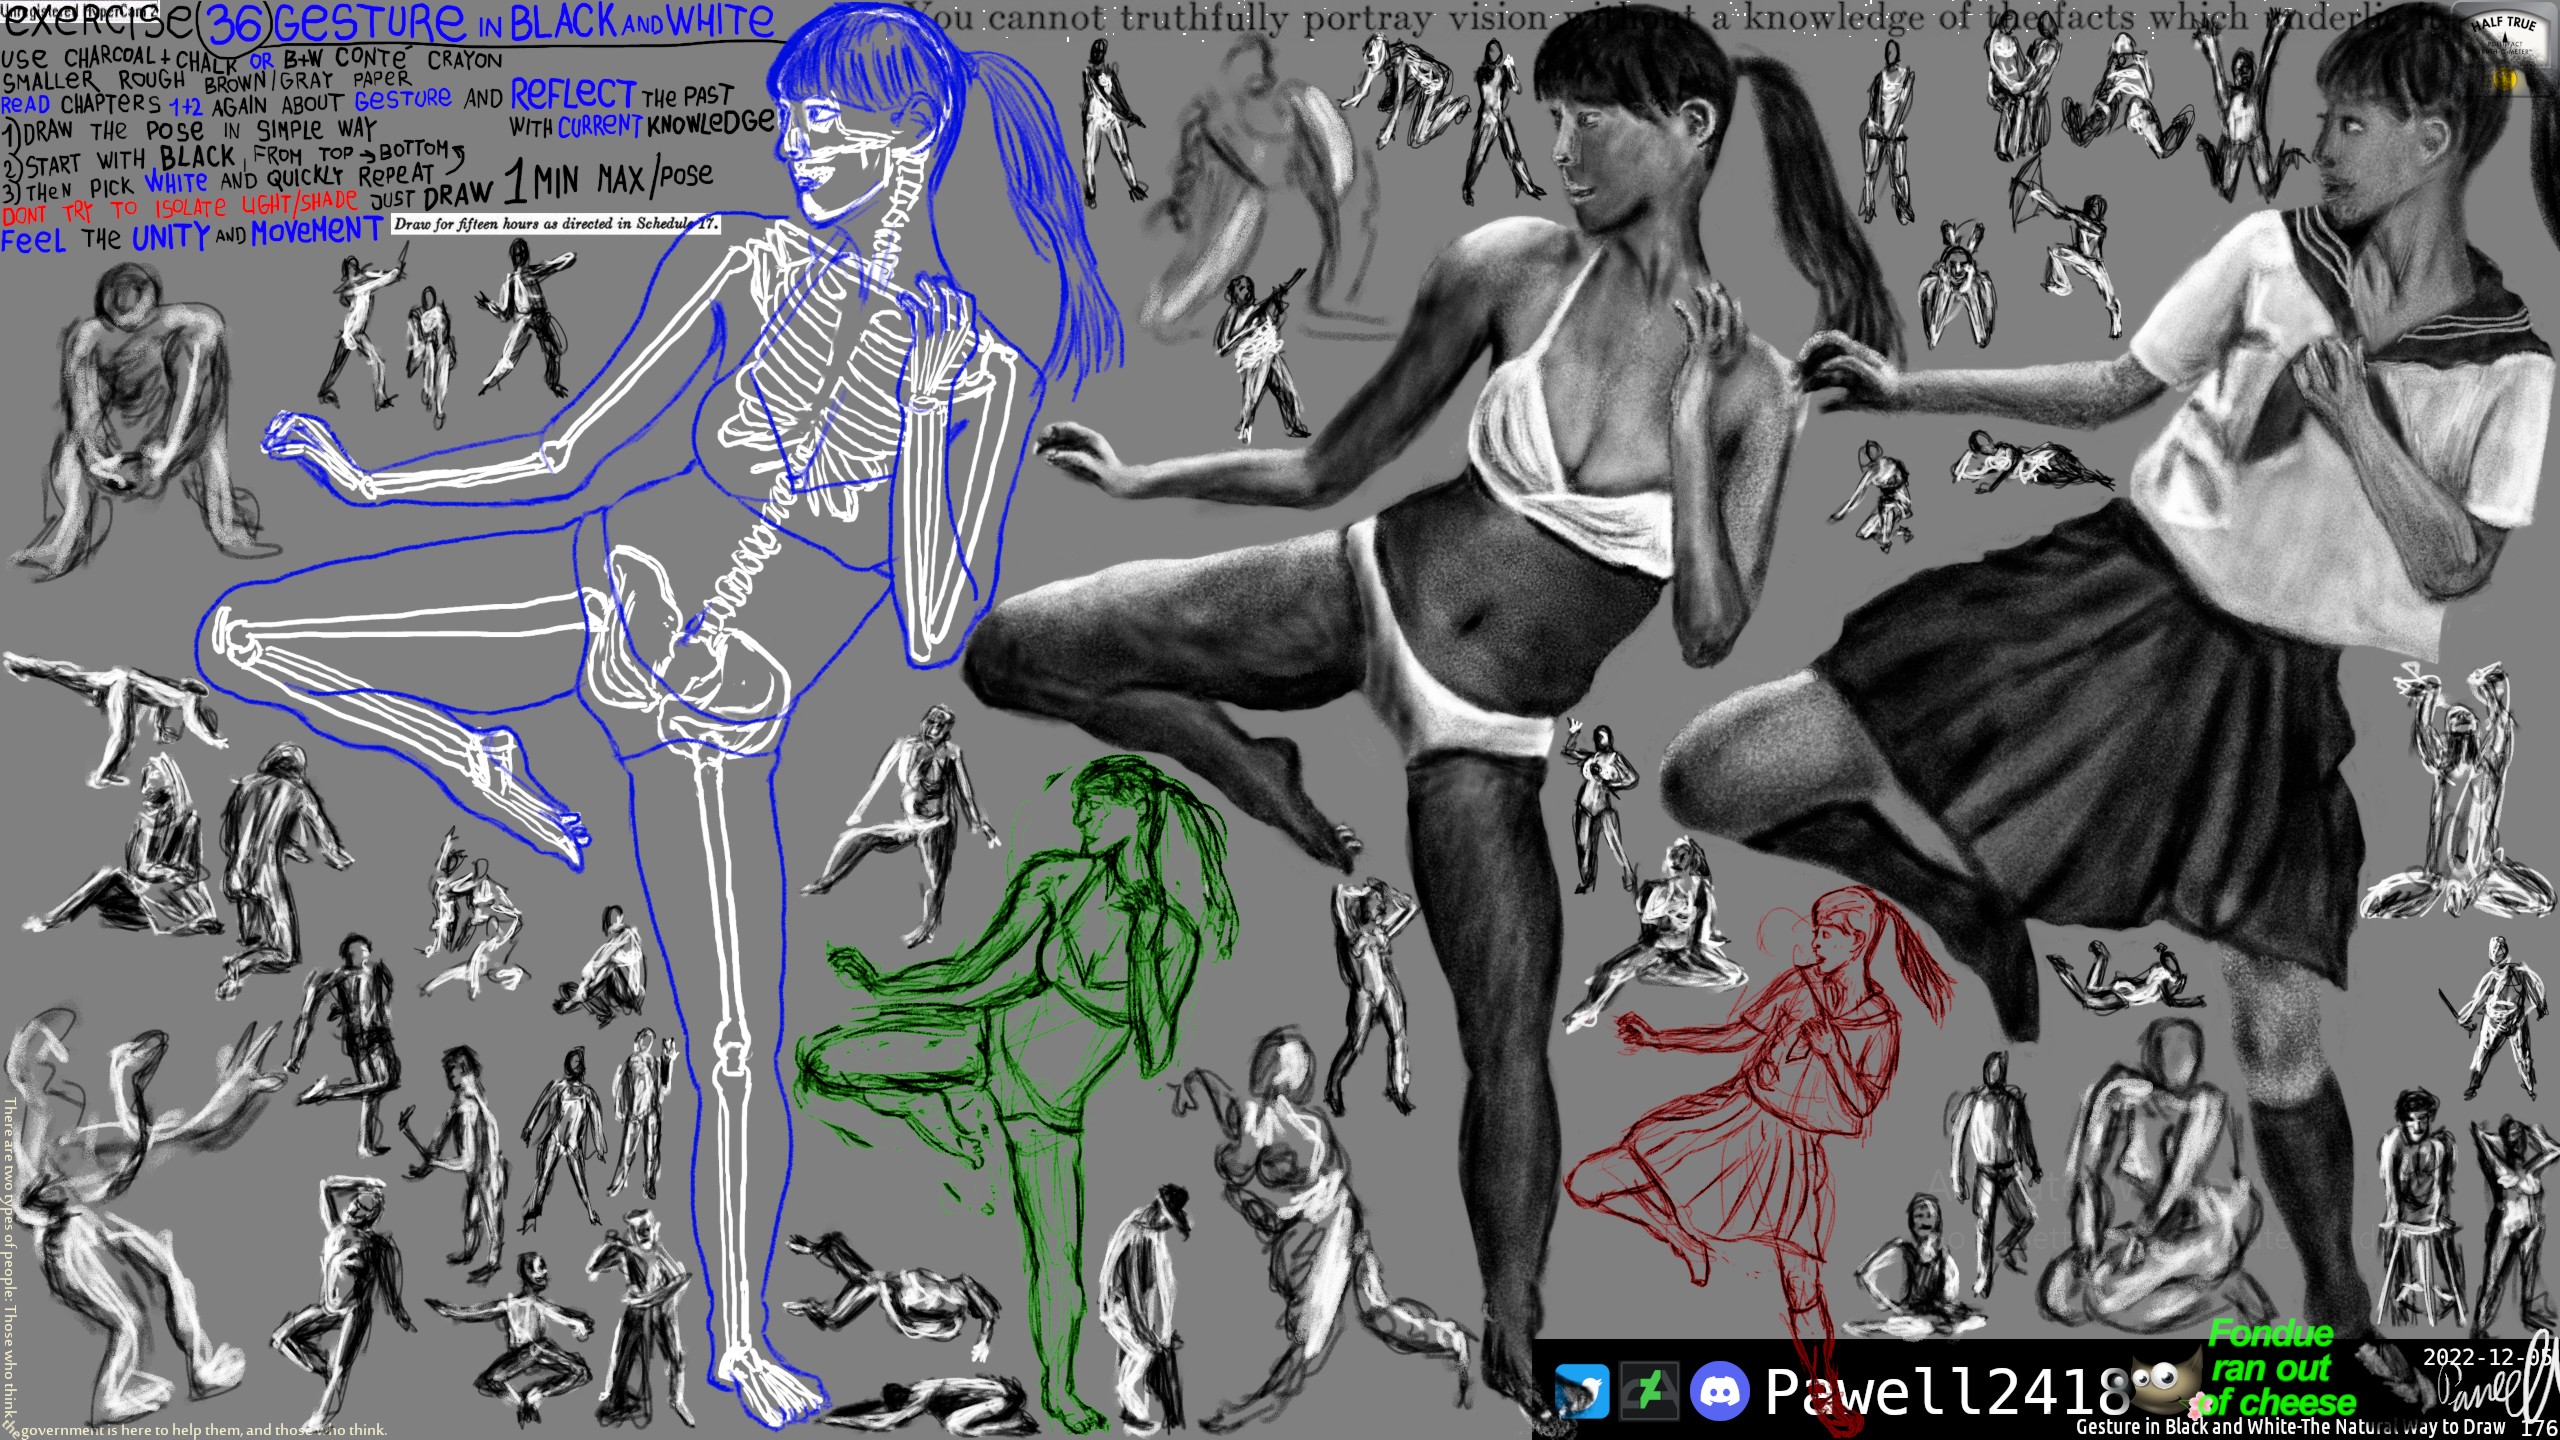 Unregistered HyperCam 2
exercise 36 GESTURE IN BLACK AND WHITE
USE CHARCOAL + CHALK OR B+W CONTÉ CRAYON
SMALLER ROUGH BROWN/GRAY PAPER
READ CHAPTERS 1+2 AGAIN ABOUT GESTURE AND REFLECT THE PAST
WITH CURRENT KNOWLEDGE
1) DRAW THE POSE IN SIMPLE WAY
2) START WITH BLACK, FROM TOP → BOTTOM
3) THEN PICK WHITE AND QUICKLY REPEAT
DONT TRY TO ISOLATE LIGHT/SHADE JUST DRAW 1 MIN MAX/POSE
FEEL THE UNITY AND MOVEMENT
Draw for fifteen hours as directed in Schedule 17.
You cannot truthfully portray vision without a knowledge of the facts which underlie it.
HALF TRUE
There are two types of people: Those who think the
government is here to help them, and those who think.
Pawell2418
Fondue
ran out
of cheese
2022-12-05
Pawell
Gesture in Black and White-The Natural Way to Draw 176